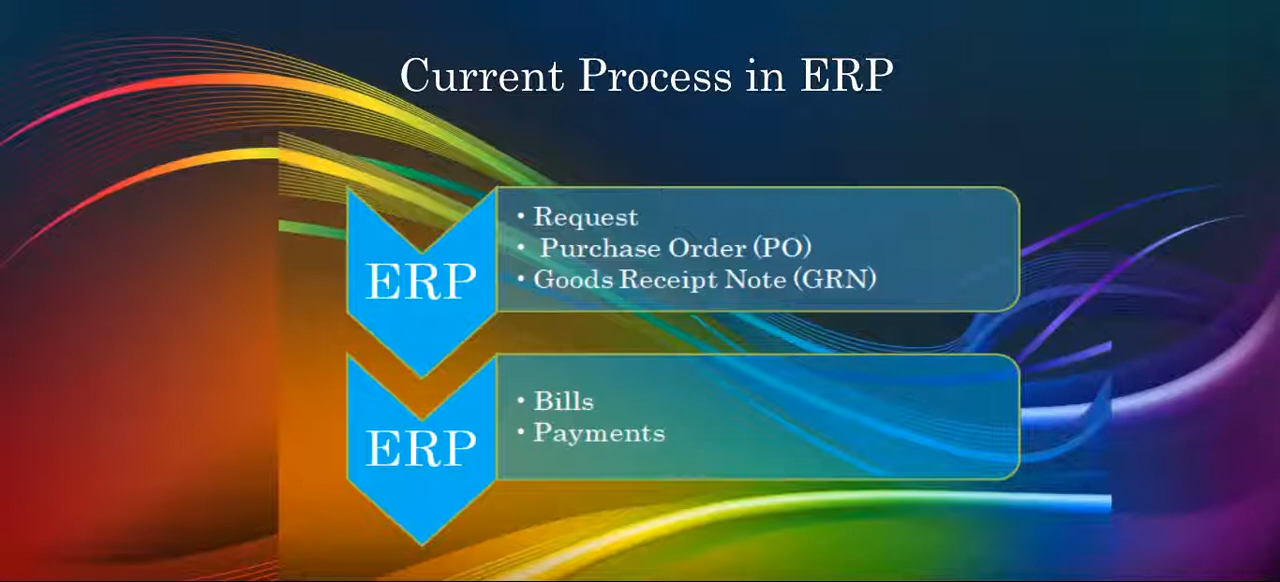 Current Process in ERP
ERP
• Request
• Purchase Order (PO)
• Goods Receipt Note (GRN)
ERP
• Bills
• Payments